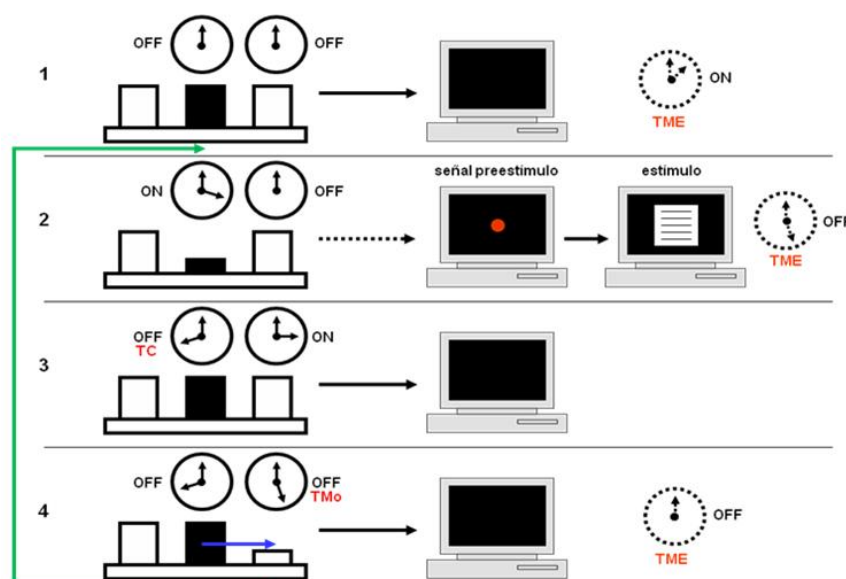 OFF OFF
1
ON
TME
señal preestímulo estímulo
ON OFF
2
OFF
TME
OFF ON
TC
3
OFF OFF
TMo
4
OFF
TME